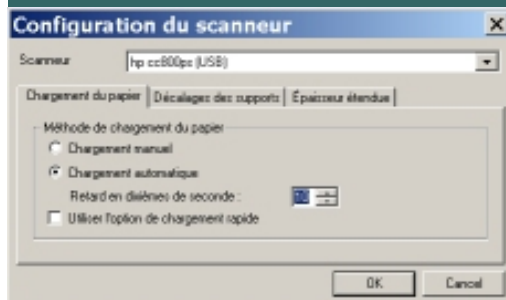 Configuration du scanneur
Scanneur hp cc800ps (USB)
Chargement du papier Décalages des supports Épaisseur étendue
Méthode de chargement du papier
Chargement manuel
Chargement automatique
Retard en dixièmes de seconde : 10
Utiliser l'option de chargement rapide
OK Cancel